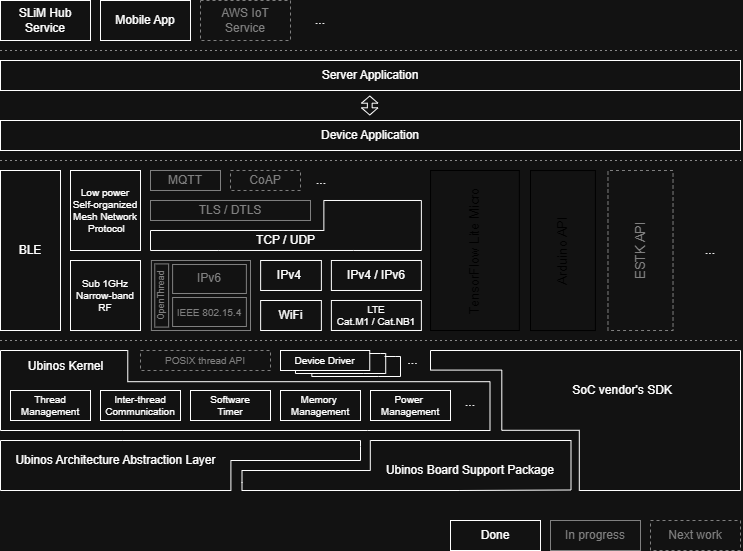 SLiM Hub
Service
Mobile App
AWS IoT
Service
...
Server Application
Device Application
BLE
Low power
Self-organized
Mesh Network
Protocol
MQTT
CoAP
...
TLS / DTLS
TCP / UDP
TensorFlow Lite Micro
Arduino API
ESTK API
...
Sub 1GHz
Narrow-band
RF
OpenThread
IPv6
IEEE 802.15.4
IPv4
WiFi
IPv4 / IPv6
LTE
Cat.M1 / Cat.NB1
Ubinos Kernel
POSIX thread API
Device Driver
...
SoC vendor's SDK
Thread
Management
Inter-thread
Communication
Software
Timer
Memory
Management
Power
Management
...
Ubinos Architecture Abstraction Layer
Ubinos Board Support Package
Done
In progress
Next work